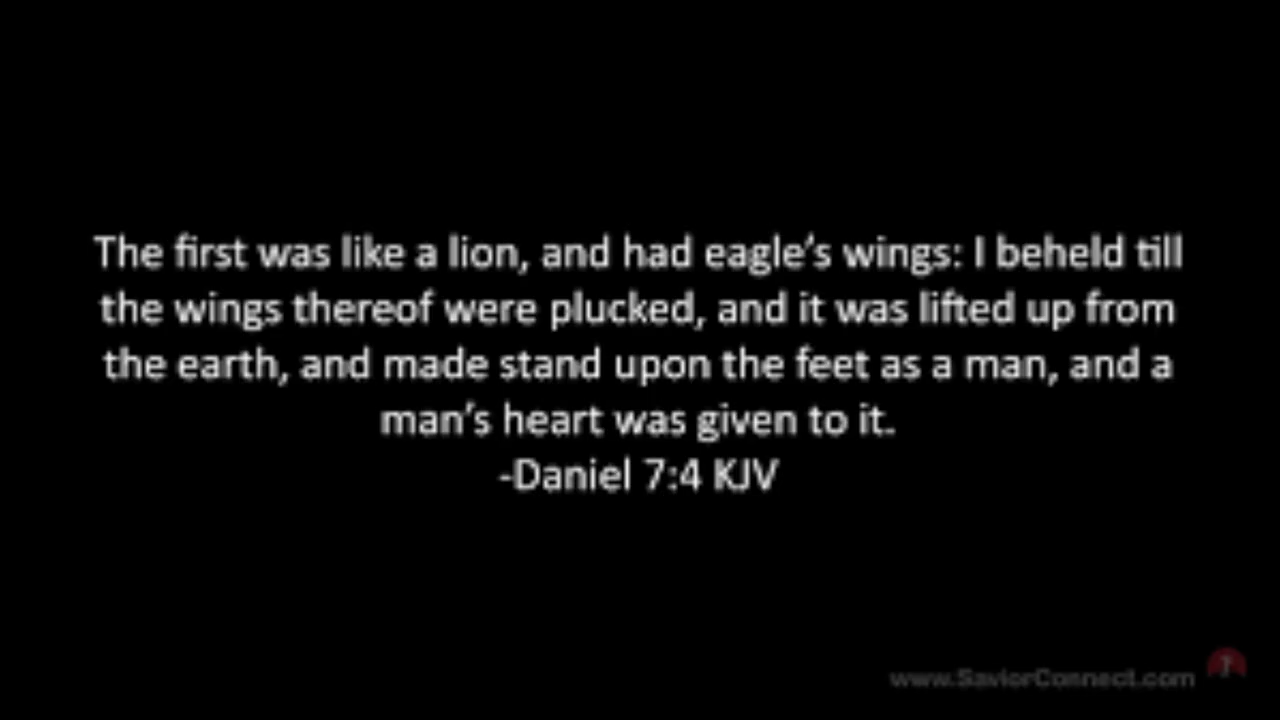 The first was like a lion, and had eagle’s wings: I beheld till
the wings thereof were plucked, and it was lifted up from
the earth, and made stand upon the feet as a man, and a
man’s heart was given to it.
-Daniel 7:4 KJV
www.SaviorConnect.com